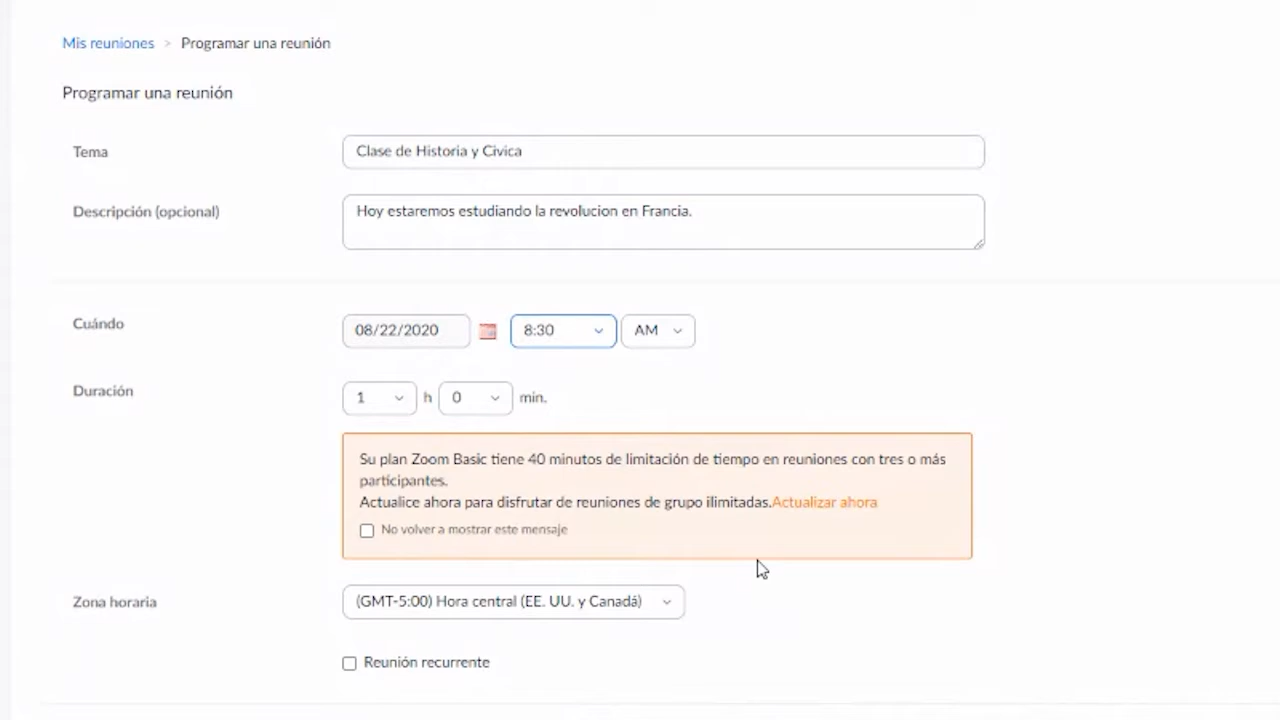 Mis reuniones > Programar una reunión
Programar una reunión
Tema
Clase de Historia y Civica
Descripción (opcional)
Hoy estaremos estudiando la revolucion en Francia.
Cuándo
08/22/2020 8:30 AM
Duración
1 h 0 min.
Su plan Zoom Basic tiene 40 minutos de limitación de tiempo en reuniones con tres o más
participantes.
Actualice ahora para disfrutar de reuniones de grupo ilimitadas.Actualizar ahora
No volver a mostrar este mensaje
Zona horaria
(GMT-5:00) Hora central (EE. UU. y Canadá)
Reunión recurrente